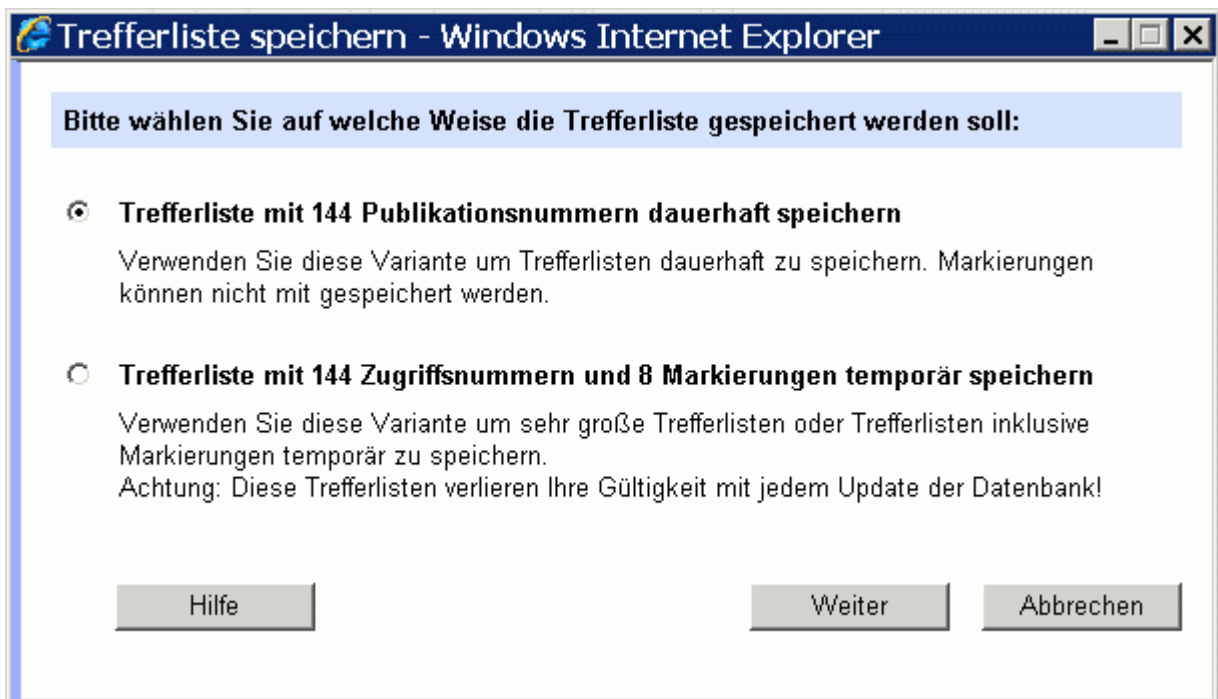 Trefferliste speichern - Windows Internet Explorer
Bitte wählen Sie auf welche Weise die Trefferliste gespeichert werden soll:
Trefferliste mit 144 Publikationsnummern dauerhaft speichern
Verwenden Sie diese Variante um Trefferlisten dauerhaft zu speichern. Markierungen
können nicht mit gespeichert werden.
Trefferliste mit 144 Zugriffsnummern und 8 Markierungen temporär speichern
Verwenden Sie diese Variante um sehr große Trefferlisten oder Trefferlisten inklusive
Markierungen temporär zu speichern.
Achtung: Diese Trefferlisten verlieren Ihre Gültigkeit mit jedem Update der Datenbank!
Hilfe Weiter Abbrechen